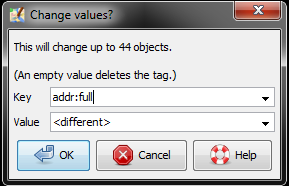 Change values?
This will change up to 44 objects.
(An empty value deletes the tag.)
Key addr:full
Value <different>
OK Cancel Help